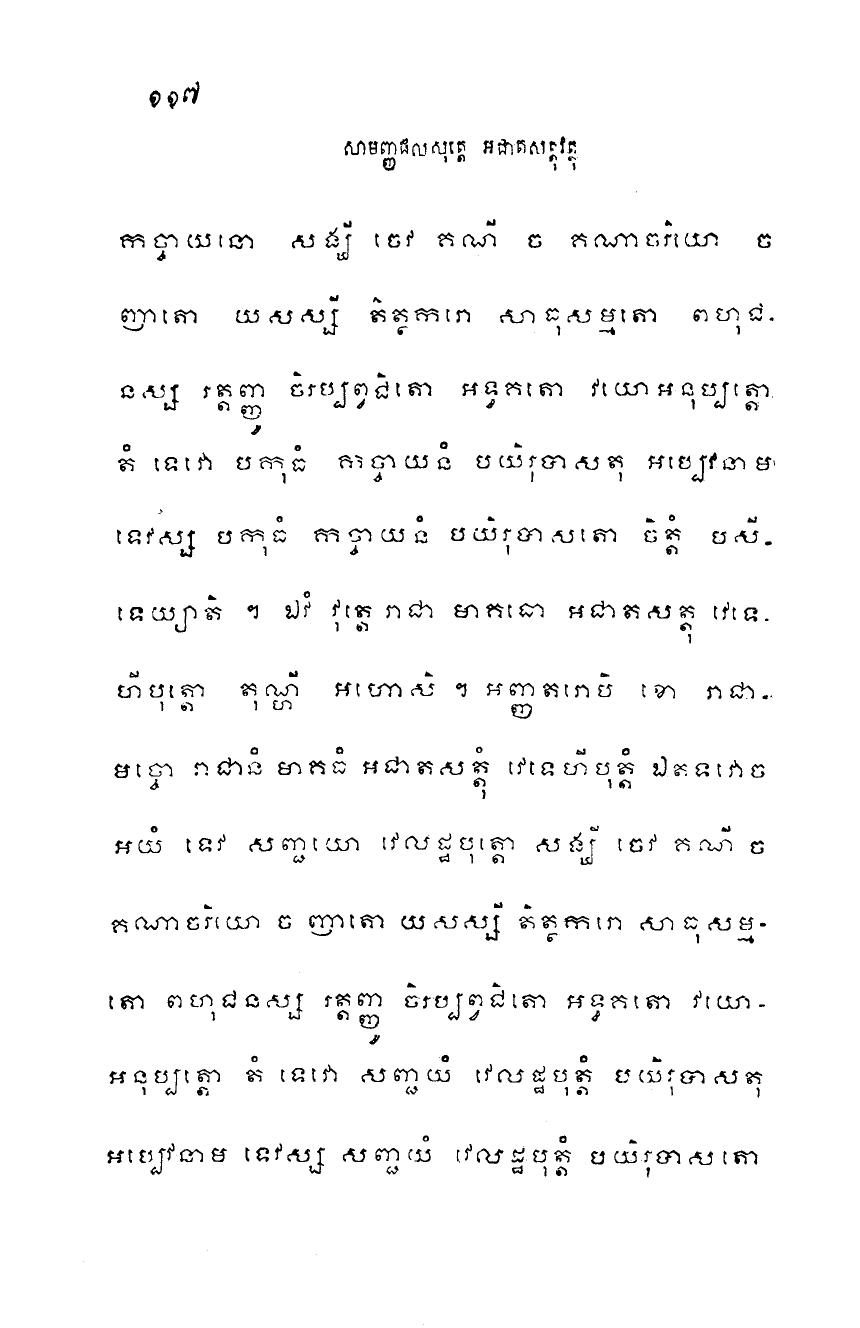 ១១៧
សាមញ្ញផលសុត្តេ អជាតសត្តុវត្ថុ
កច្ចាយនោ សង្ឃី ចេវ គណី ច គណាចរិយោ ច
ញាតោ យសស្សី តិត្ថករោ សាធុសម្មតោ ពហុជ-
នស្ស រត្តញ្ញូ ចិរប្បព្វជិតោ អទ្ធគតោ វយោអនុប្បត្តោ
តំ ទេវោ បកុធំ កច្ចាយនំ បយិរុបាសតុ អប្បេវនាម
ទេវស្ស បកុធំ កច្ចាយនំ បយិរុបាសតោ ចិត្តំ បសី-
ទេយ្យាតិ ។ ឯវំ វុត្តេ រាជា មាគធោ អជាតសត្តុ វេទេ-
ហីបុត្តោ តុណ្ហី អហោសិ ។ អញ្ញតរោបិ ខោ រាជា-
មច្ចោ រាជានំ មាគធំ អជាតសត្តុំ វេទេហីបុត្តំ ឯតទវោច
អយំ ទេវ សញ្ជយោ វេលដ្ឋបុត្តោ សង្ឃី ចេវ គណី ច
គណាចរិយោ ច ញាតោ យសស្សី តិត្ថករោ សាធុសម្ម-
តោ ពហុជនស្ស រត្តញ្ញូ ចិរប្បព្វជិតោ អទ្ធគតោ វយោ-
អនុប្បត្តោ តំ ទេវោ សញ្ជយំ វេលដ្ឋបុត្តំ បយិរុបាសតុ
អប្បេវនាម ទេវស្ស សញ្ជយំ វេលដ្ឋបុត្តំ បយិរុបាសតោ